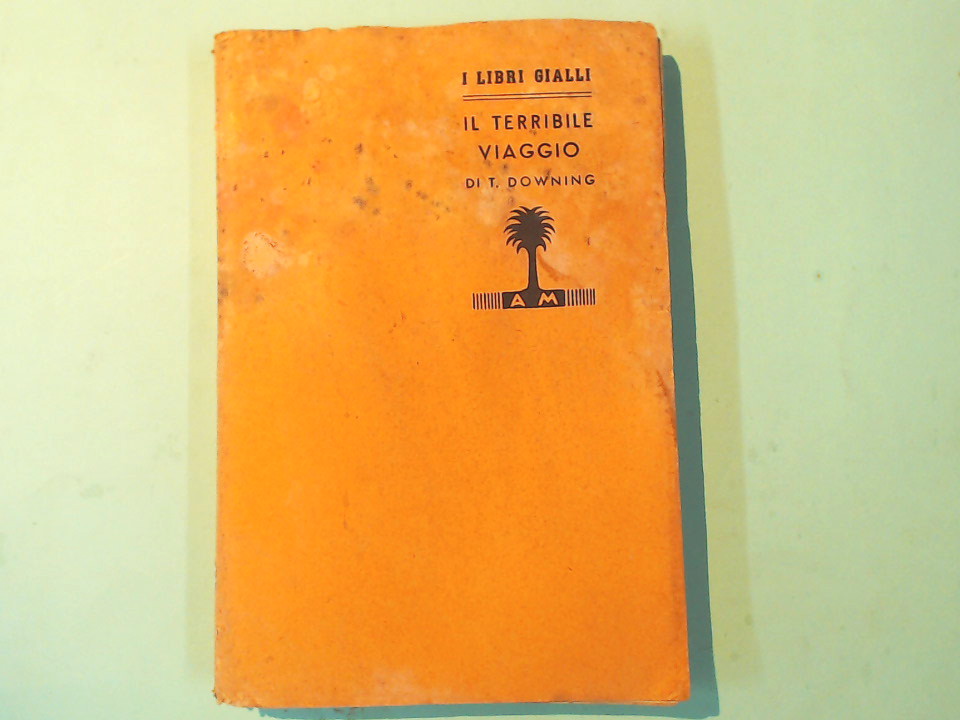 I LIBRI GIALLI
IL TERRIBILE
VIAGGIO
DI T. DOWNING
A M